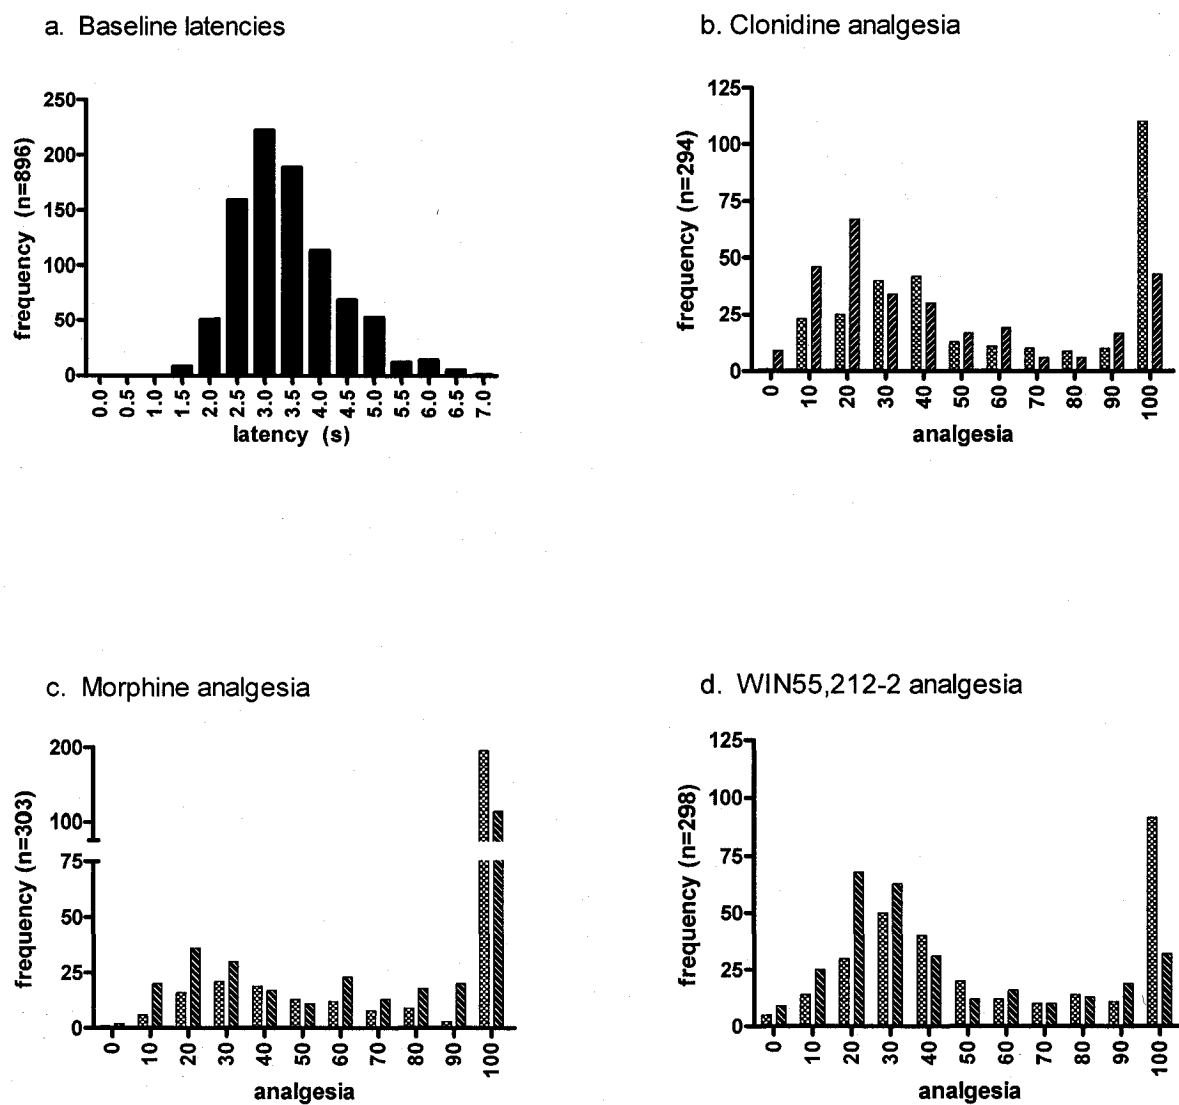 a. Baseline latencies
250
200
150
100
50
0
frequency (n=896)
0.0 0.5 1.0 1.5 2.0 2.5 3.0 3.5 4.0 4.5 5.0 5.5 6.0 6.5 7.0
latency (s)
b. Clonidine analgesia
125
100
75
50
25
0
frequency (n=294)
0 10 20 30 40 50 60 70 80 90 100
analgesia
c. Morphine analgesia
200
100
75
50
25
0
frequency (n=303)
0 10 20 30 40 50 60 70 80 90 100
analgesia
d. WIN55,212-2 analgesia
125
100
75
50
25
0
frequency (n=298)
0 10 20 30 40 50 60 70 80 90 100
analgesia